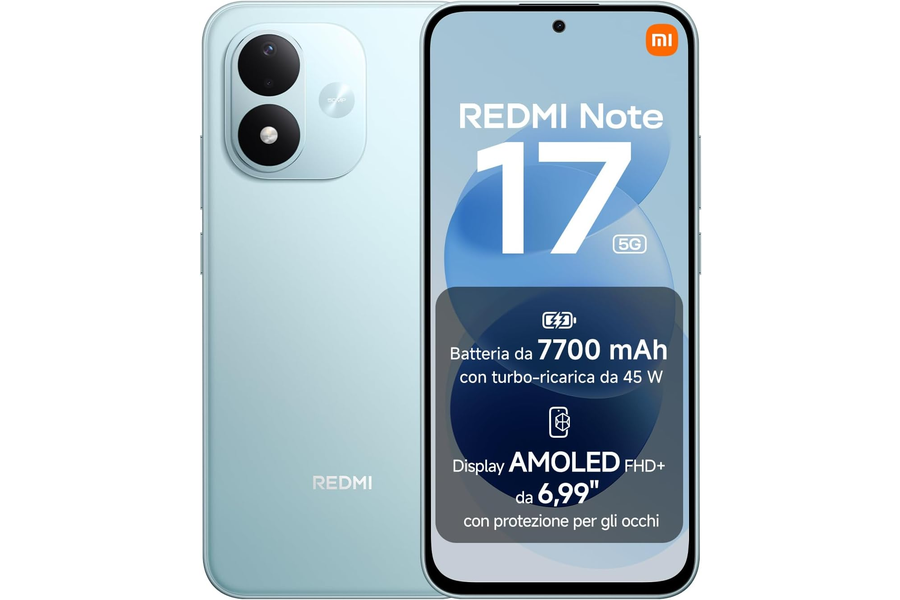 REDMI Note
17
5G
Batteria da 7700 mAh
con turbo-ricarica da 45 W
Display AMOLED FHD+
da 6,99"
con protezione per gli occhi
REDMI